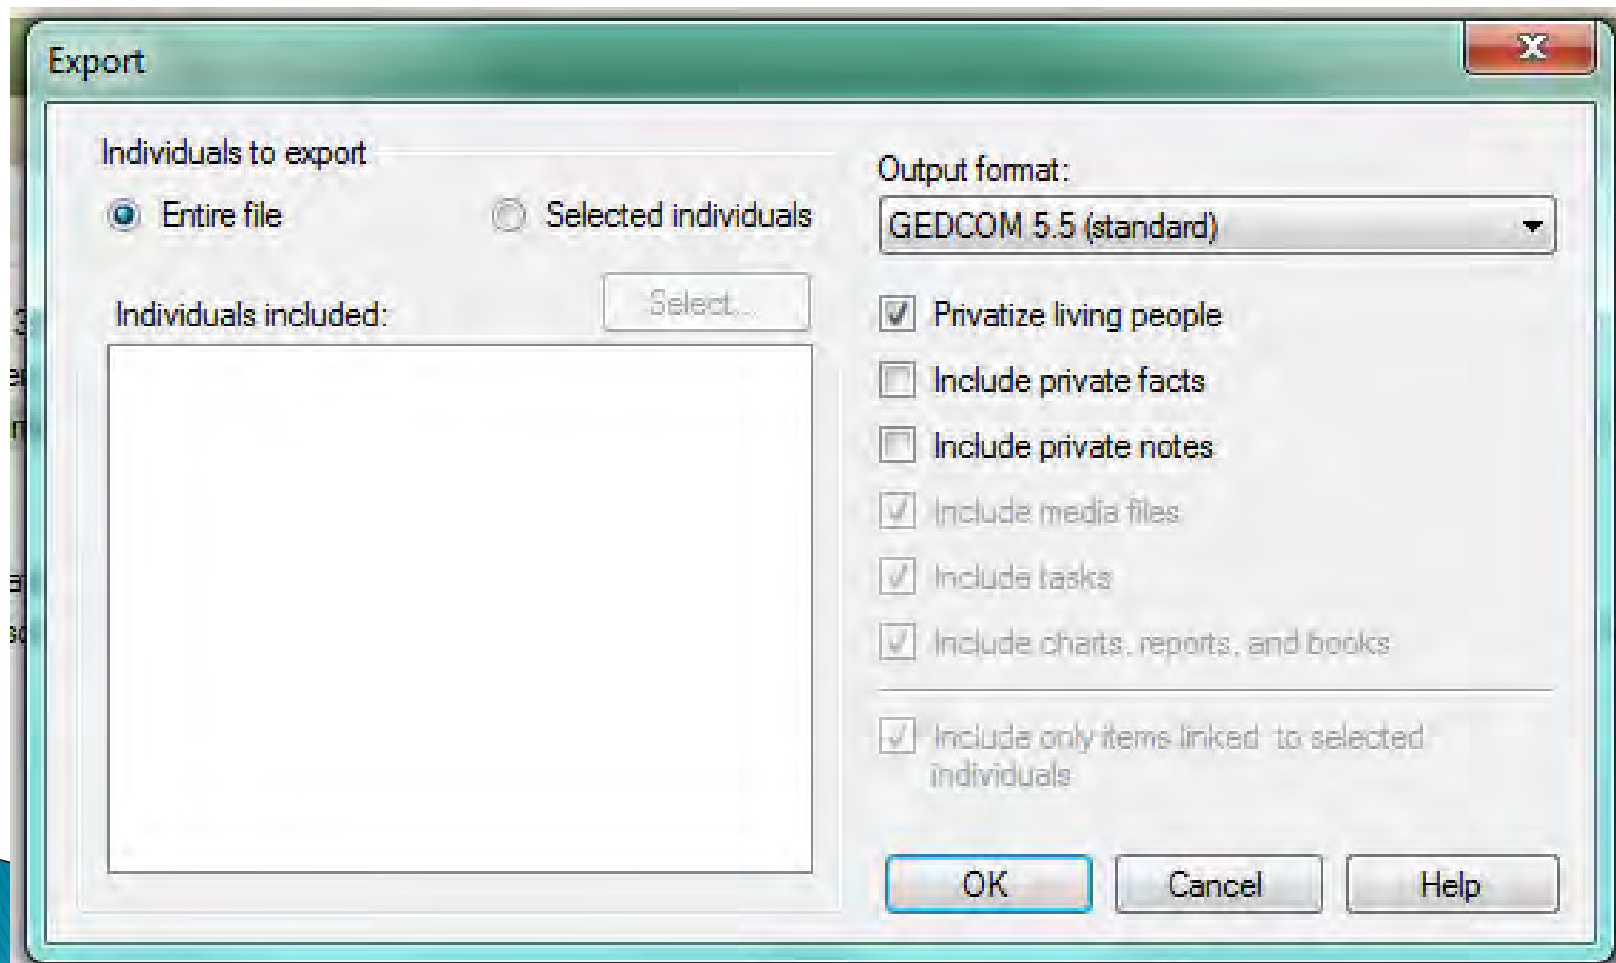 Export
Individuals to export
Entire file
Selected individuals
Individuals included:
Select...
Output format:
GEDCOM 5.5 (standard)
Privatize living people
Include private facts
Include private notes
Include media files
Include tasks
Include charts, reports, and books
Include only items linked to selected
individuals
OK
Cancel
Help